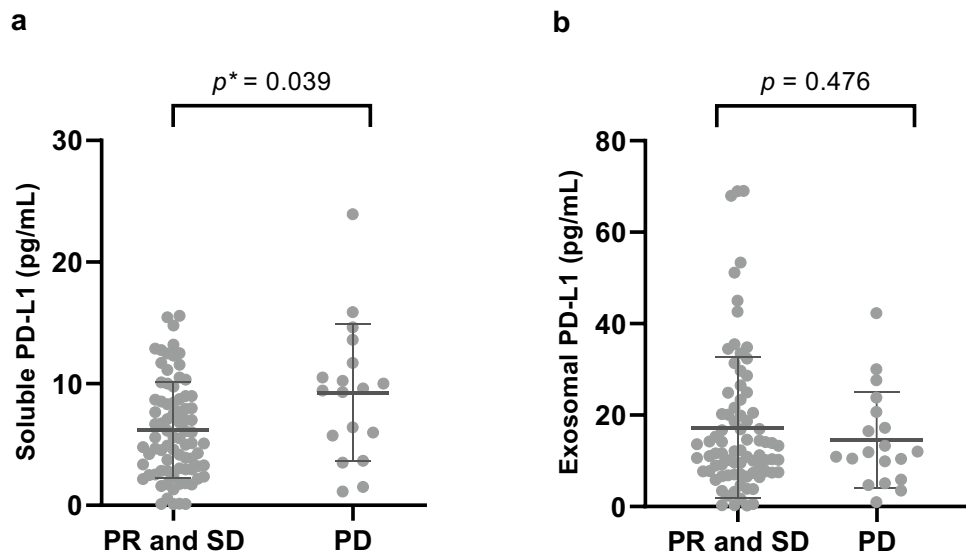 a
p* = 0.039
Soluble PD-L1 (pg/mL)
30
20
10
0
PR and SD
PD
b
p = 0.476
Exosomal PD-L1 (pg/mL)
80
60
40
20
0
PR and SD
PD